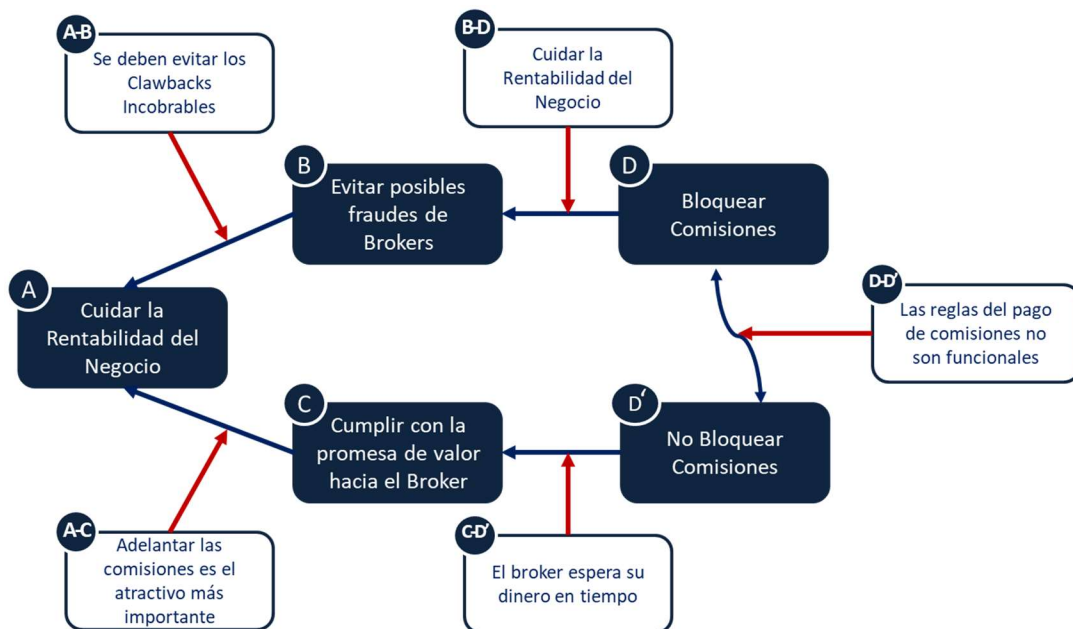 A-B
Se deben evitar los
Clawbacks
Incobrables
B-D
Cuidar la
Rentabilidad del
Negocio
B
Evitar posibles
fraudes de
Brokers
D
Bloquear
Comisiones
A
Cuidar la
Rentabilidad del
Negocio
D-D’
Las reglas del pago
de comisiones no
son funcionales
C
Cumplir con la
promesa de valor
hacia el Broker
D’
No Bloquear
Comisiones
A-C
Adelantar las
comisiones es el
atractivo más
importante
C-D’
El broker espera su
dinero en tiempo